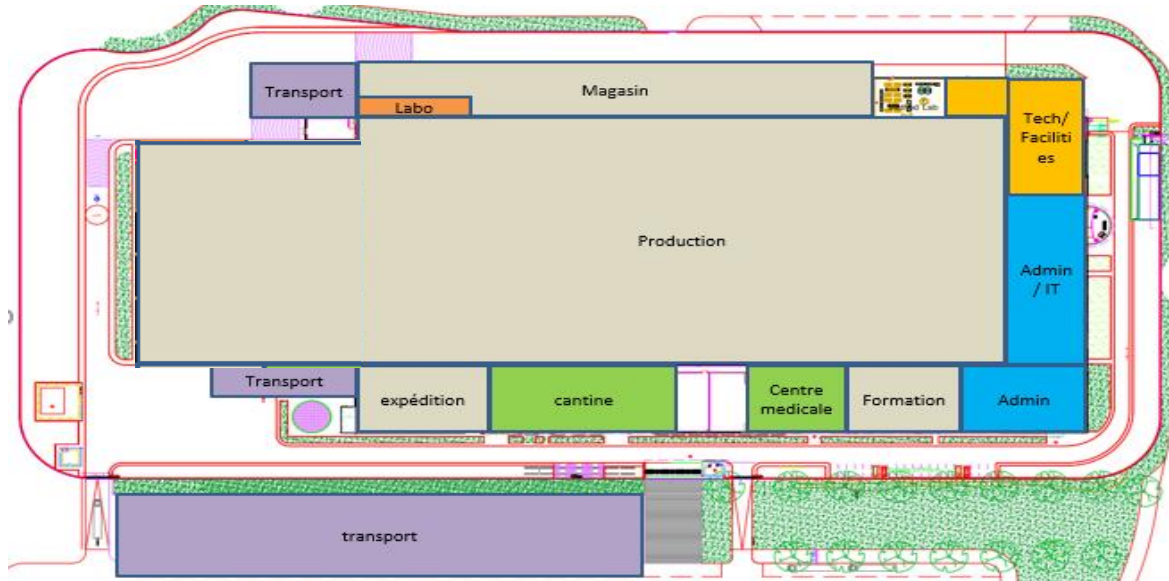 Transport
Magasin
Labo
Tech/
Faciliti
es
Production
Admin
/ IT
Transport
expédition
cantine
Centre
medicale
Formation
Admin
transport